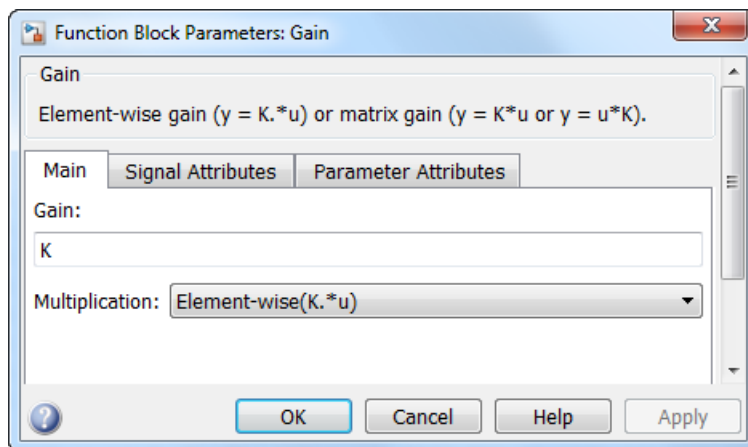 Function Block Parameters: Gain
Gain
Element-wise gain (y = K.*u) or matrix gain (y = K*u or y = u*K).
Main Signal Attributes Parameter Attributes
Gain:
K
Multiplication: Element-wise(K.*u)
OK Cancel Help Apply